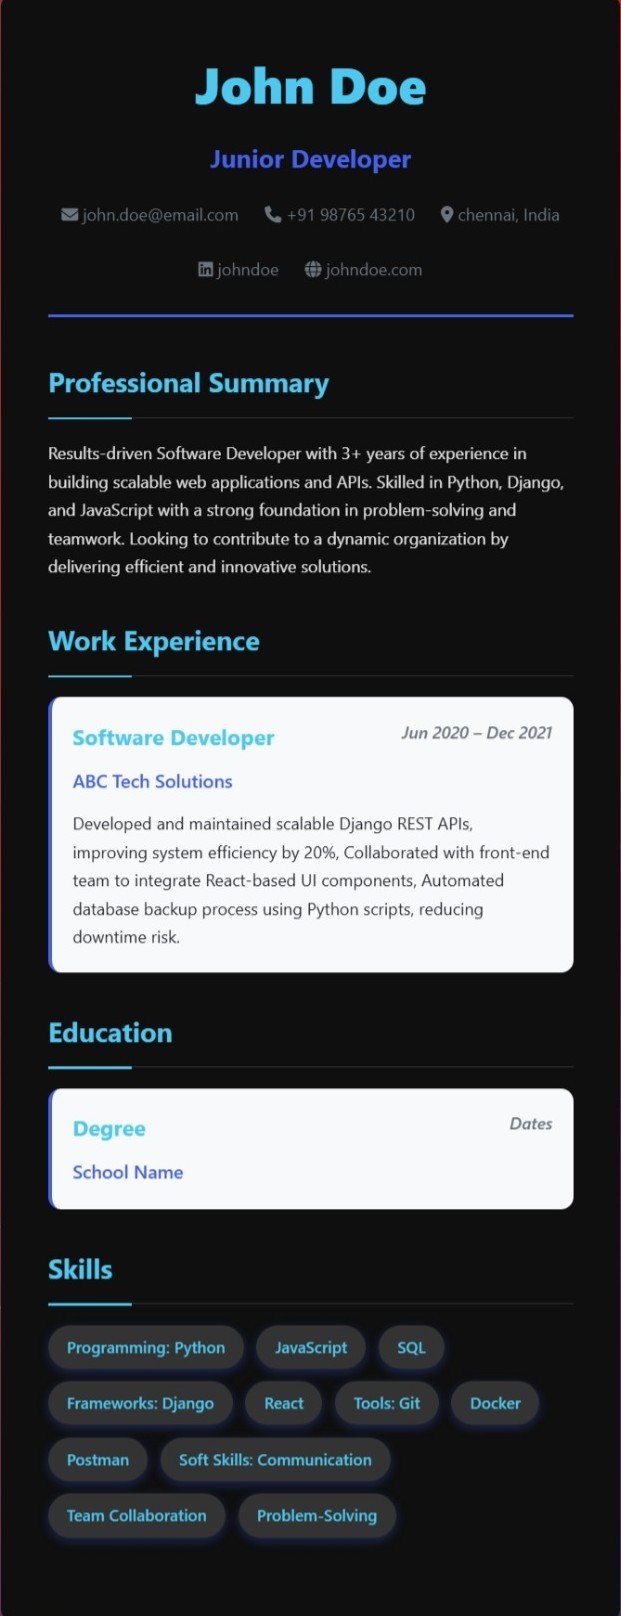 John Doe
Junior Developer
john.doe@email.com +91 98765 43210 chennai, India
johndoe johndoe.com
Professional Summary
Results-driven Software Developer with 3+ years of experience in
building scalable web applications and APIs. Skilled in Python, Django,
and JavaScript with a strong foundation in problem-solving and
teamwork. Looking to contribute to a dynamic organization by
delivering efficient and innovative solutions.
Work Experience
Software Developer Jun 2020 – Dec 2021
ABC Tech Solutions
Developed and maintained scalable Django REST APIs,
improving system efficiency by 20%, Collaborated with front-end
team to integrate React-based UI components, Automated
database backup process using Python scripts, reducing
downtime risk.
Education
Degree Dates
School Name
Skills
Programming: Python JavaScript SQL
Frameworks: Django React Tools: Git Docker
Postman Soft Skills: Communication
Team Collaboration Problem-Solving